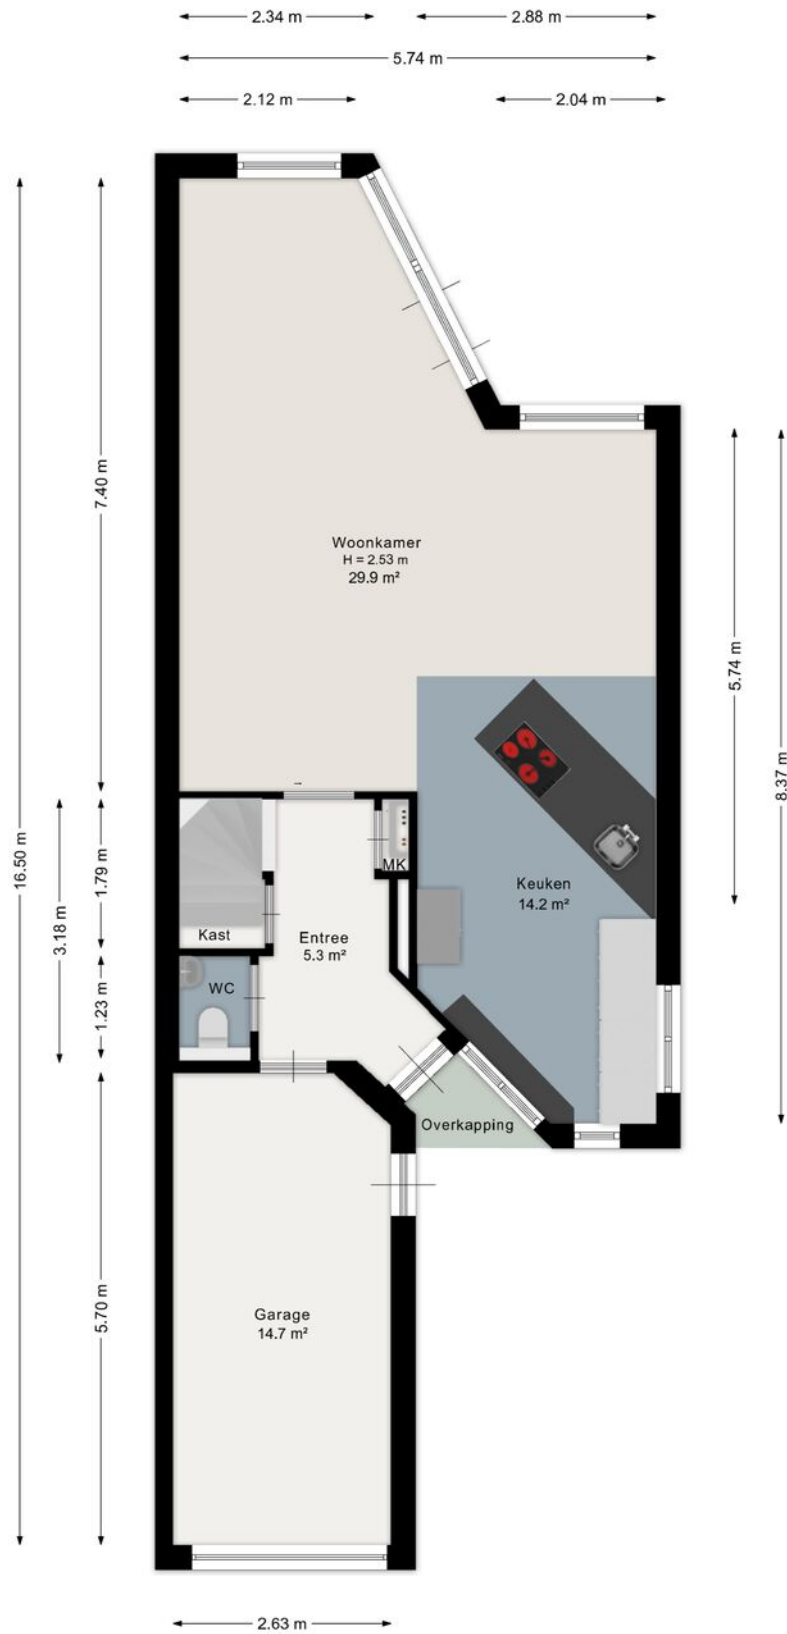 2.34 m
2.88 m
5.74 m
2.12 m
2.04 m
7.40 m
Woonkamer
H = 2.53 m
29.9 m²
5.74 m
8.37 m
16.50 m
3.18 m
1.79 m
MK
Keuken
14.2 m²
Kast
Entree
5.3 m²
WC
1.23 m
Overkapping
5.70 m
Garage
14.7 m²
2.63 m